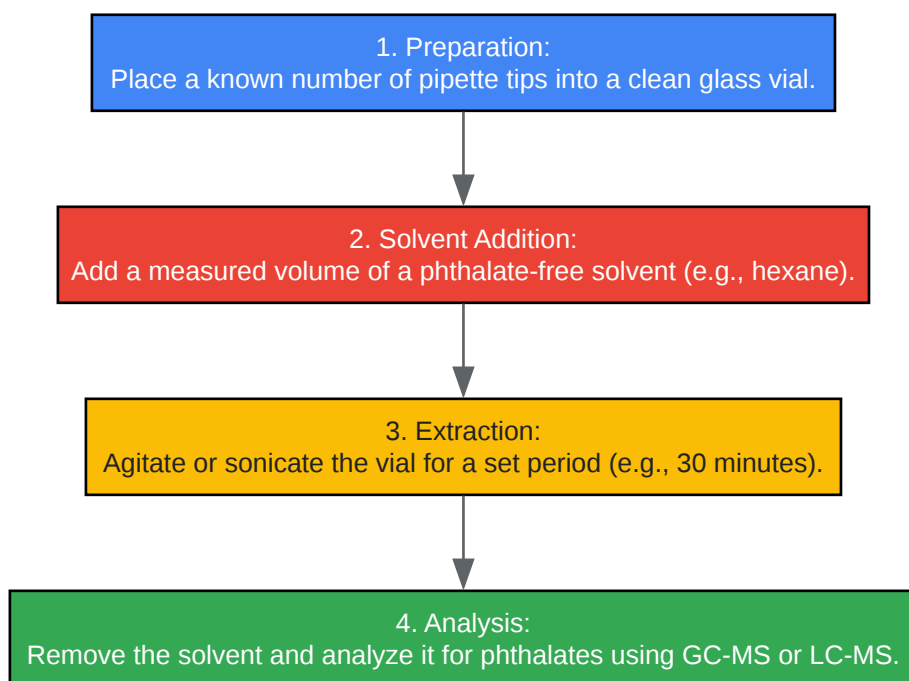 1. Preparation:
Place a known number of pipette tips into a clean glass vial.
2. Solvent Addition:
Add a measured volume of a phthalate-free solvent (e.g., hexane).
3. Extraction:
Agitate or sonicate the vial for a set period (e.g., 30 minutes).
4. Analysis:
Remove the solvent and analyze it for phthalates using GC-MS or LC-MS.